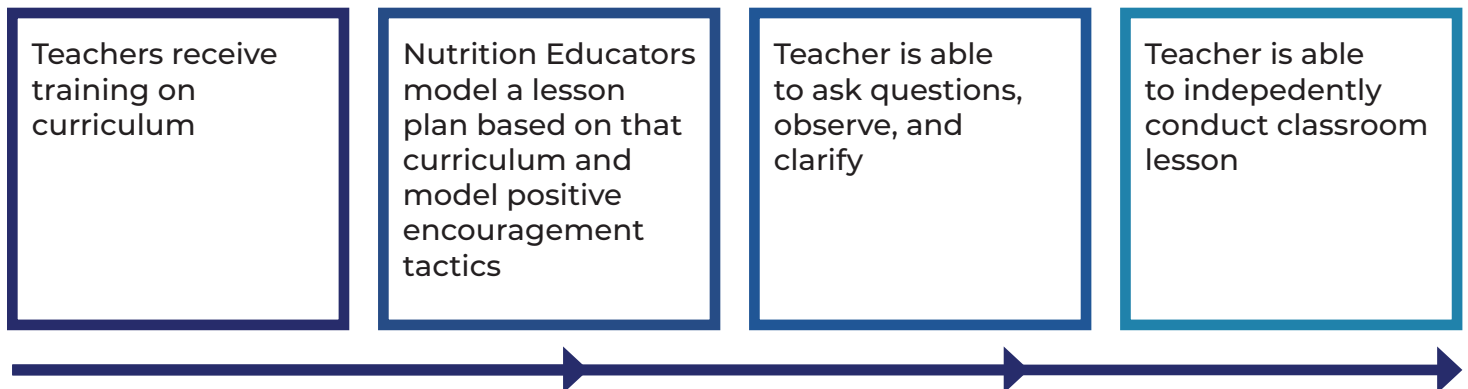 Teachers receive
training on
curriculum
Nutrition Educators
model a lesson
plan based on that
curriculum and
model positive
encouragement
tactics
Teacher is able
to ask questions,
observe, and
clarify
Teacher is able
to indepedently
conduct classroom
lesson